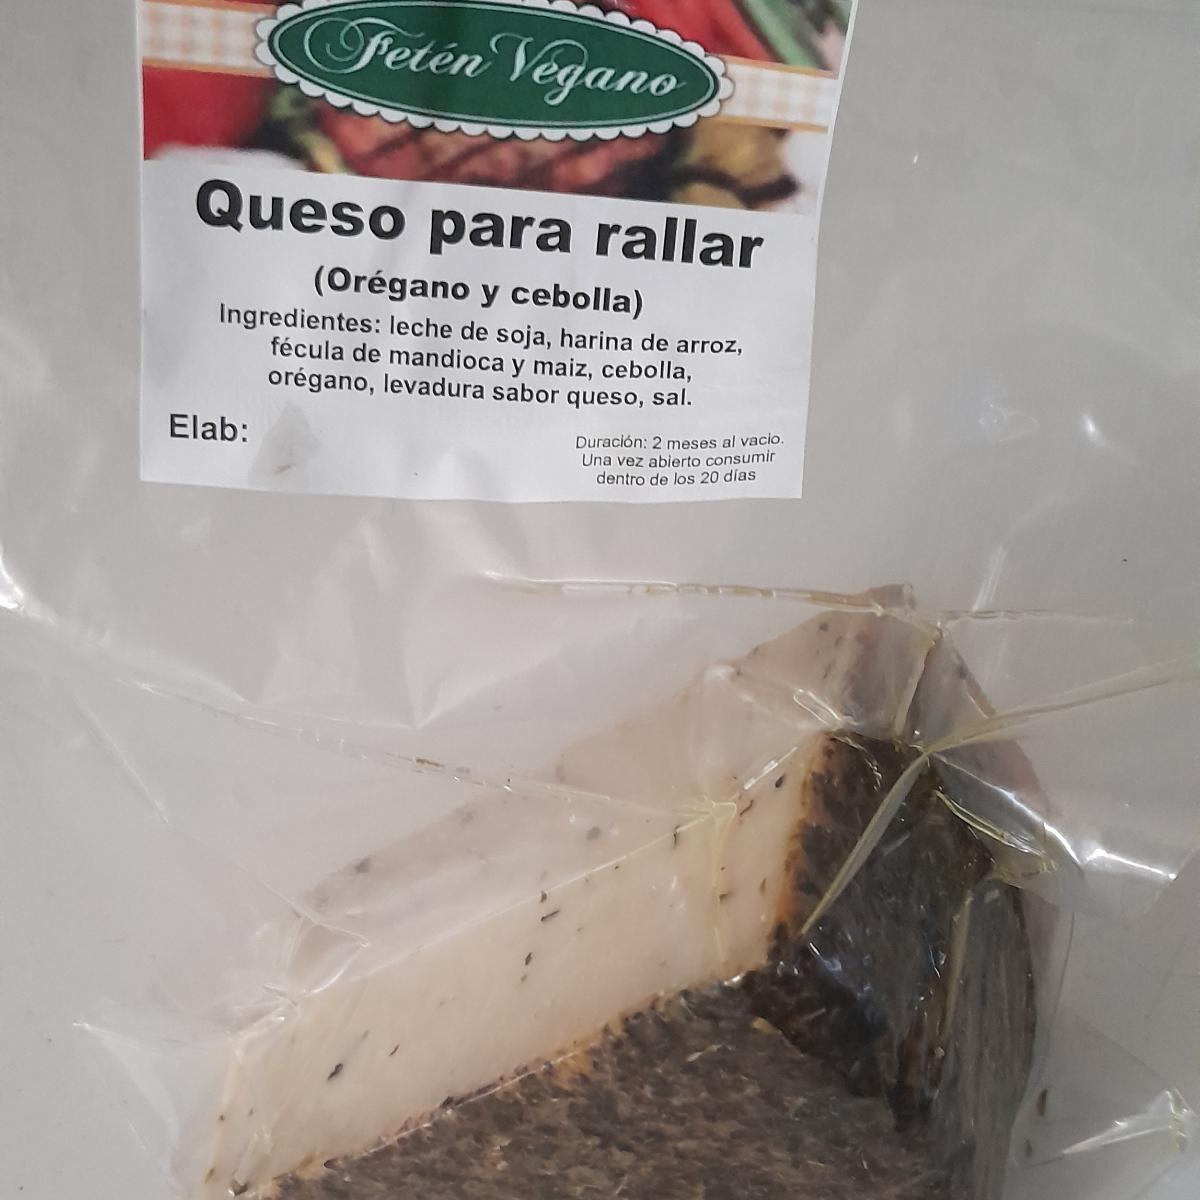 Fetén Vegano
Queso para rallar
(Orégano y cebolla)
Ingredientes: leche de soja, harina de arroz,
fécula de mandioca y maiz, cebolla,
orégano, levadura sabor queso, sal.
Elab:
Duración: 2 meses al vacio.
Una vez abierto consumir
dentro de los 20 días